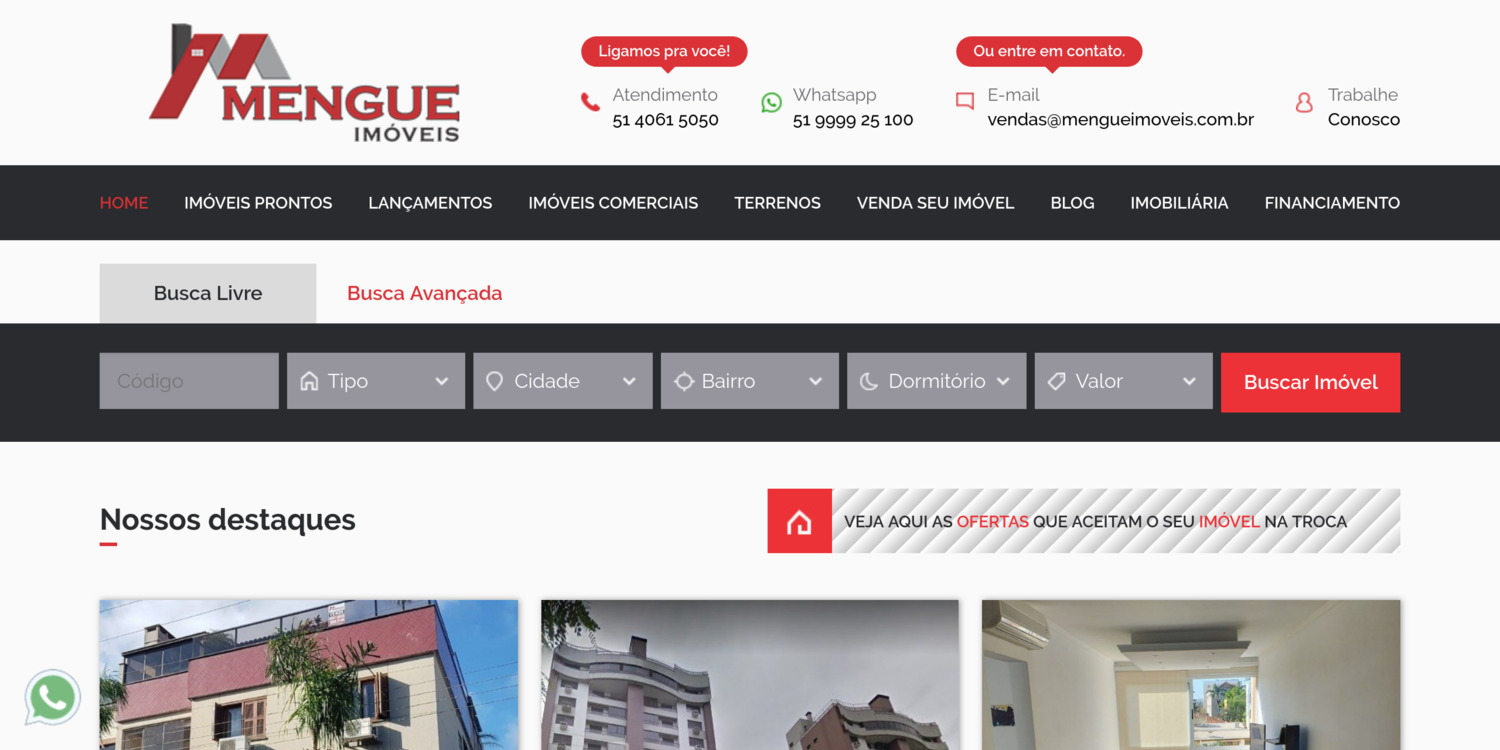 MENGUE
IMÓVEIS
Ligamos pra você!
Ou entre em contato.
Atendimento
51 4061 5050
Whatsapp
51 9999 25 100
E-mail
vendas@mengueimoveis.com.br
Trabalhe
Conosco
HOME IMÓVEIS PRONTOS LANÇAMENTOS IMÓVEIS COMERCIAIS TERRENOS VENDA SEU IMÓVEL BLOG IMOBILIÁRIA FINANCIAMENTO
Busca Livre Busca Avançada
Código Tipo Cidade Bairro Dormitório Valor Buscar Imóvel
Nossos destaques
VEJA AQUI AS OFERTAS QUE ACEITAM O SEU IMÓVEL NA TROCA